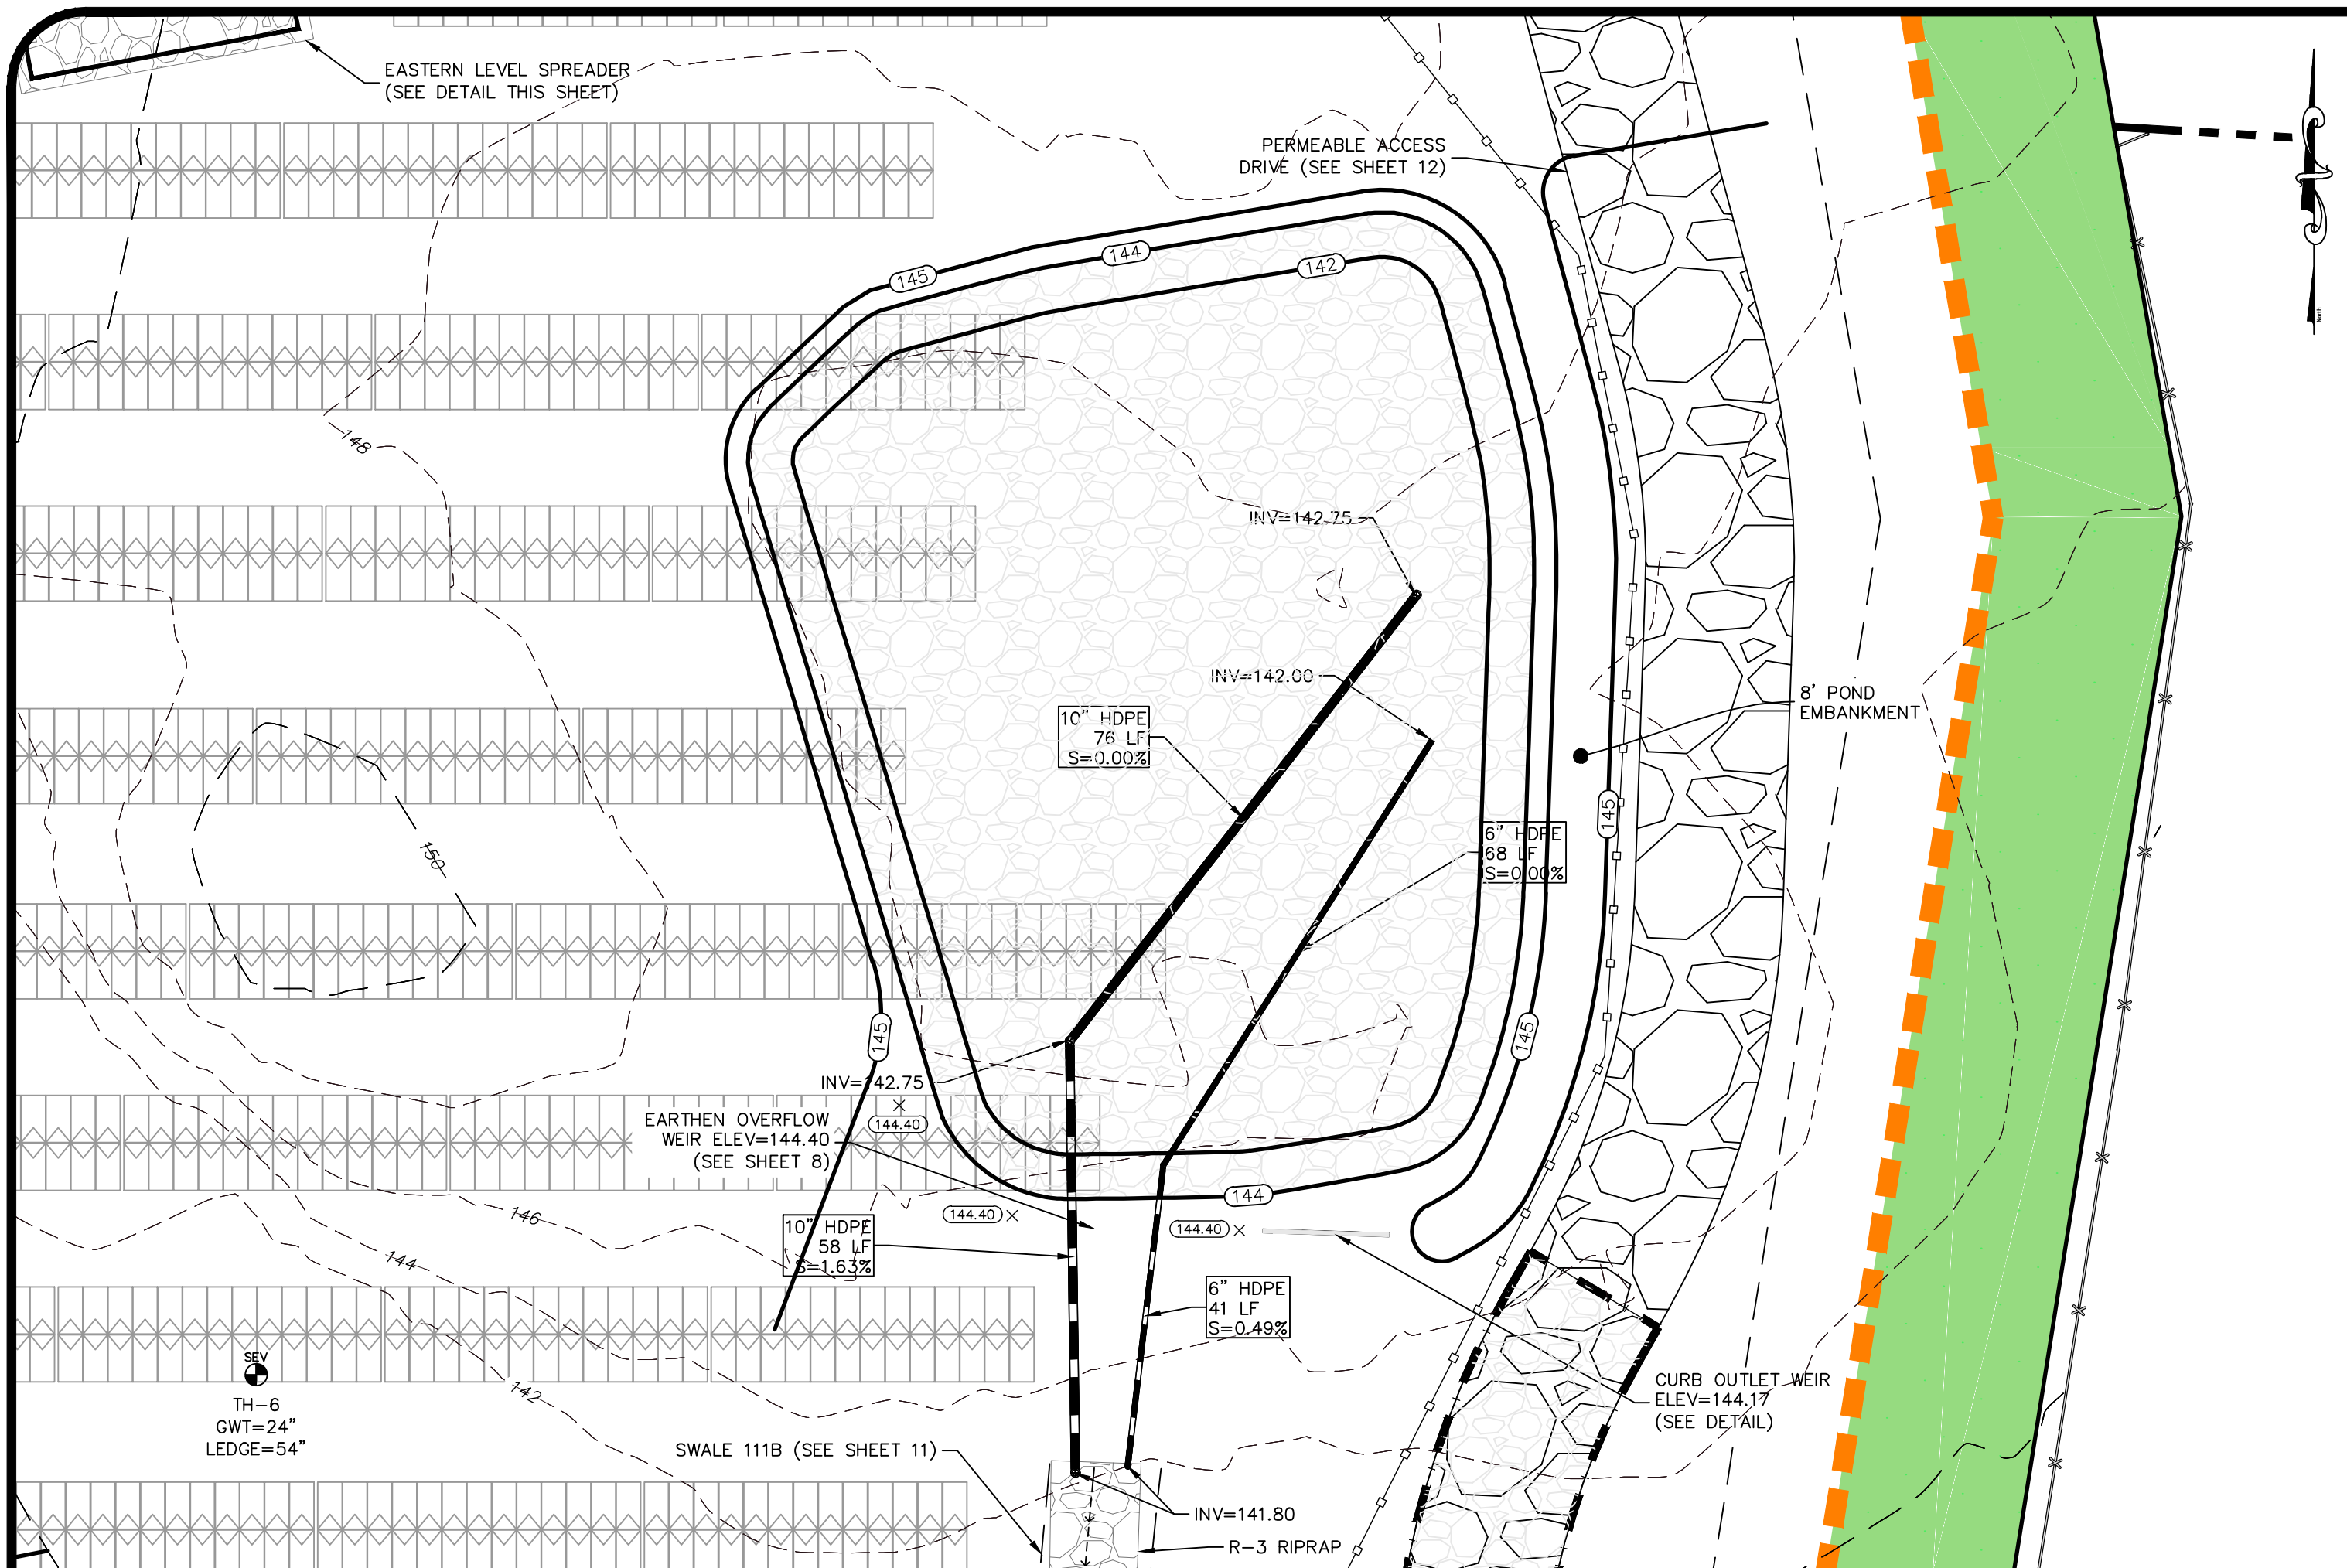 EASTERN LEVEL SPREADER
(SEE DETAIL THIS SHEET)
PERMEABLE ACCESS
DRIVE (SEE SHEET 12)
North
145
144
142
148
INV=142.75
INV=142.00
10" HDPE
76 LF
S=0.00%
8' POND
EMBANKMENT
145
6" HDPE
68 LF
S=0.00%
150
145
145
INV=142.75
144.40
EARTHEN OVERFLOW
WEIR ELEV=144.40
(SEE SHEET 8)
144
144.40
144.40
146
144
10" HDPE
58 LF
S=1.63%
6" HDPE
41 LF
S=0.49%
SEV
TH-6
GWT=24"
LEDGE=54"
142
CURB OUTLET WEIR
ELEV=144.17
(SEE DETAIL)
SWALE 111B (SEE SHEET 11)
INV=141.80
R-3 RIPRAP